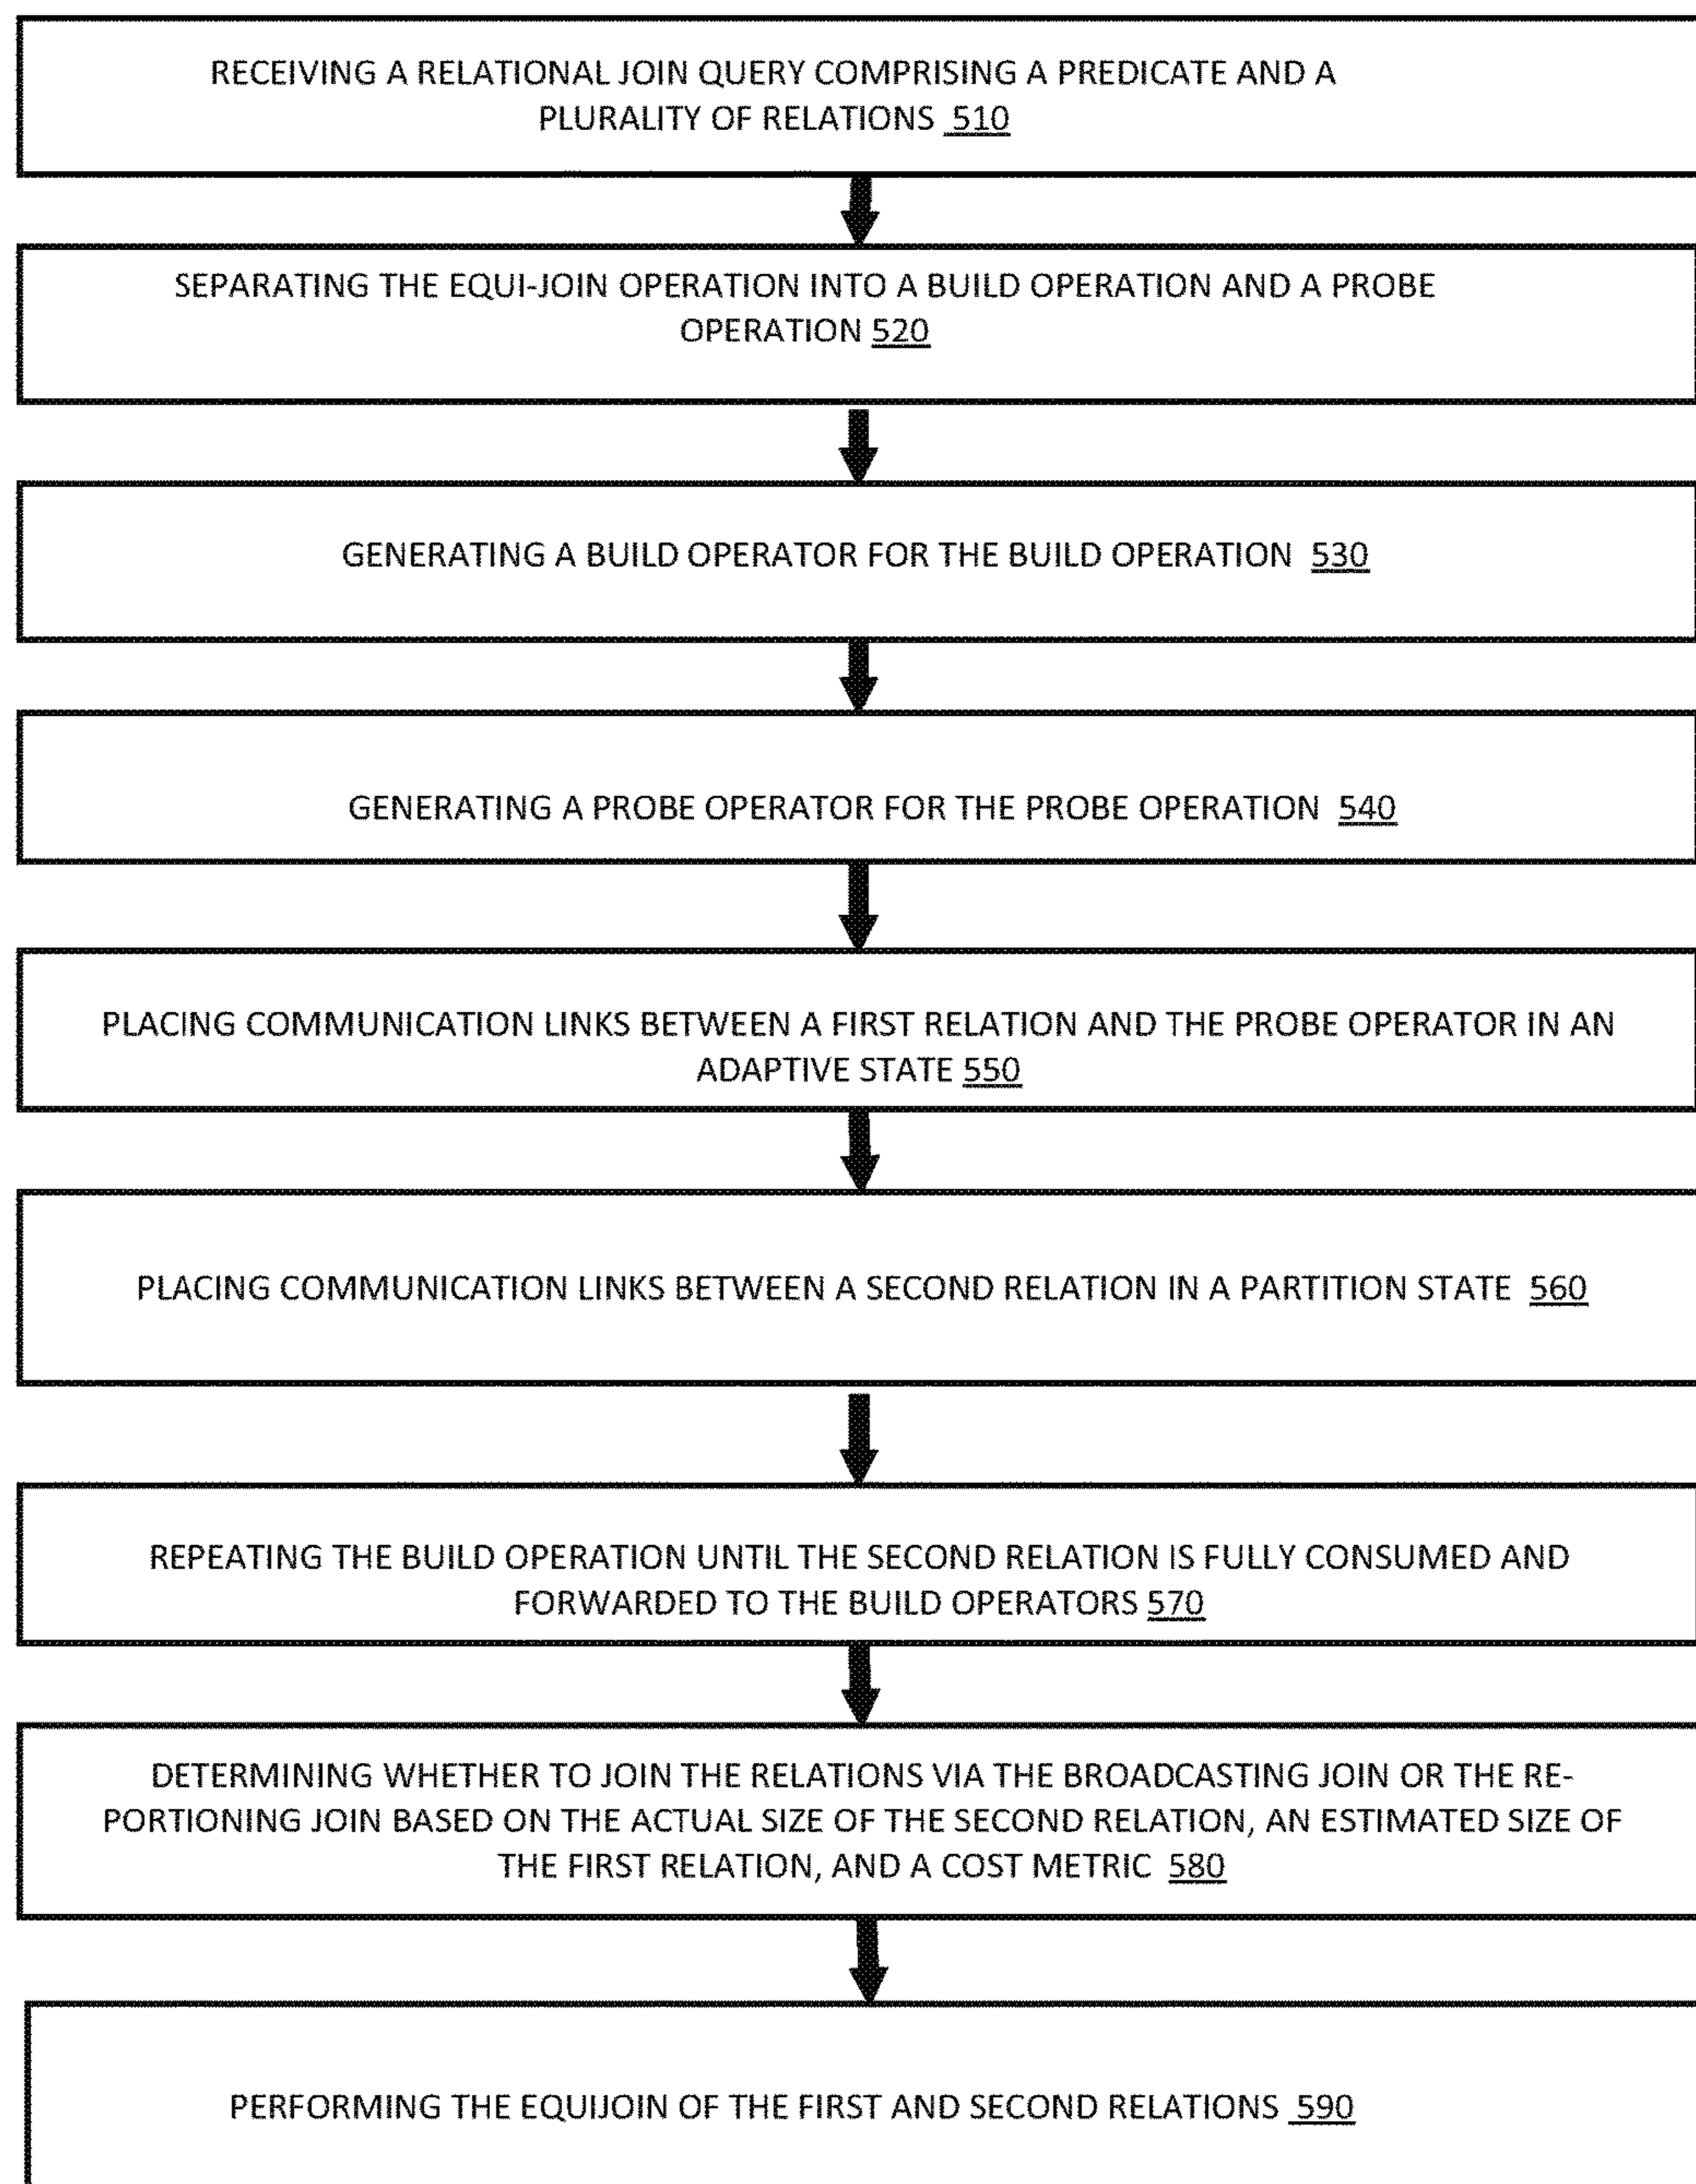 RECEIVING A RELATIONAL JOIN QUERY COMPRISING A PREDICATE AND A
PLURALITY OF RELATIONS 510
SEPARATING THE EQUI-JOIN OPERATION INTO A BUILD OPERATION AND A PROBE
OPERATION 520
GENERATING A BUILD OPERATOR FOR THE BUILD OPERATION 530
GENERATING A PROBE OPERATOR FOR THE PROBE OPERATION 540
PLACING COMMUNICATION LINKS BETWEEN A FIRST RELATION AND THE PROBE OPERATOR IN AN
ADAPTIVE STATE 550
PLACING COMMUNICATION LINKS BETWEEN A SECOND RELATION IN A PARTITION STATE 560
REPEATING THE BUILD OPERATION UNTIL THE SECOND RELATION IS FULLY CONSUMED AND
FORWARDED TO THE BUILD OPERATORS 570
DETERMINING WHETHER TO JOIN THE RELATIONS VIA THE BROADCASTING JOIN OR THE RE-
PORTIONING JOIN BASED ON THE ACTUAL SIZE OF THE SECOND RELATION, AN ESTIMATED SIZE OF
THE FIRST RELATION, AND A COST METRIC 580
PERFORMING THE EQUIJOIN OF THE FIRST AND SECOND RELATIONS 590